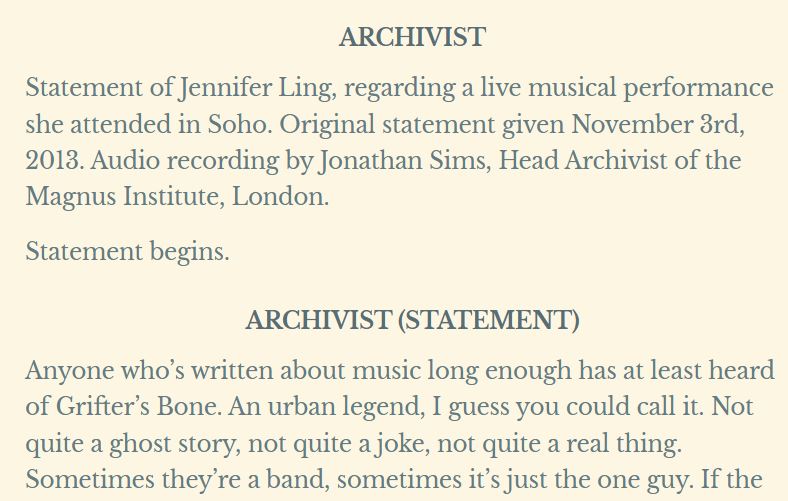 ARCHIVIST
Statement of Jennifer Ling, regarding a live musical performance
she attended in Soho. Original statement given November 3rd,
2013. Audio recording by Jonathan Sims, Head Archivist of the
Magnus Institute, London.
Statement begins.
ARCHIVIST (STATEMENT)
Anyone who’s written about music long enough has at least heard
of Grifter’s Bone. An urban legend, I guess you could call it. Not
quite a ghost story, not quite a joke, not quite a real thing.
Sometimes they’re a band, sometimes it’s just the one guy. If the